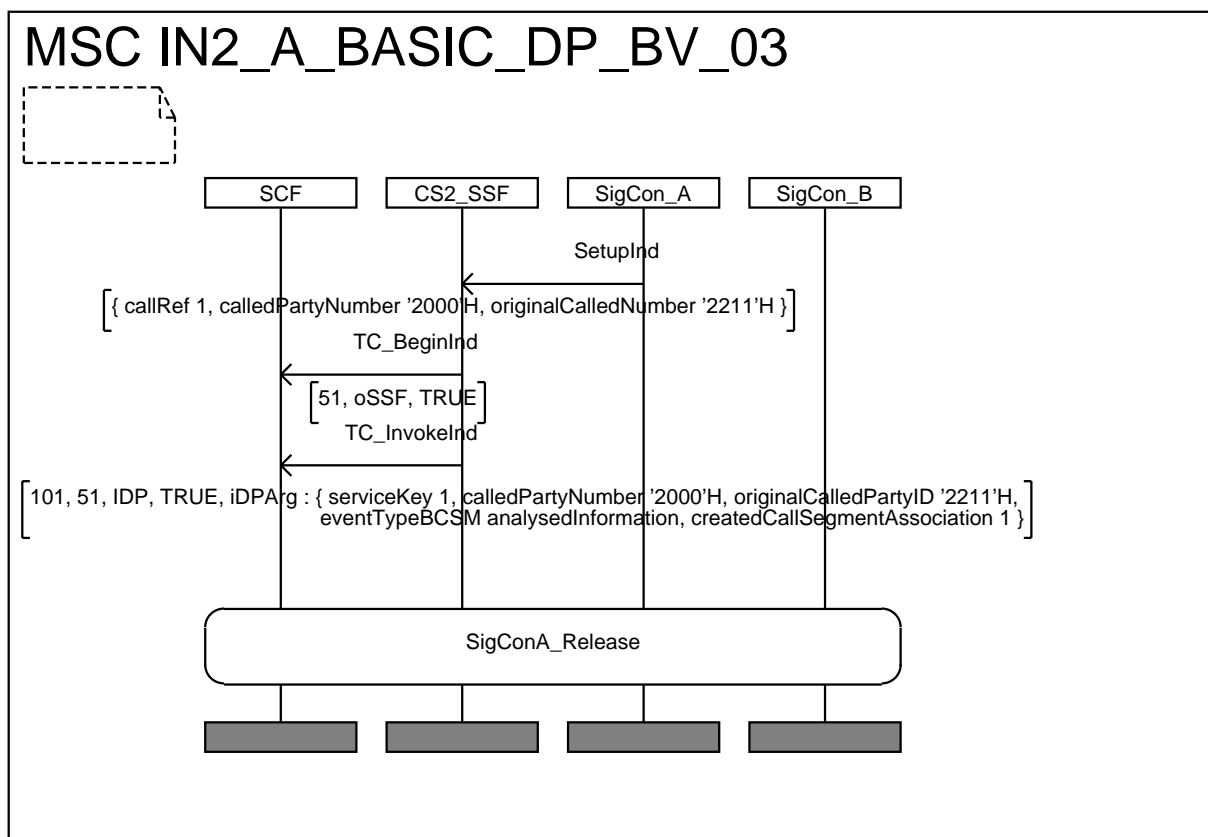 MSC IN2_A_BASIC_DP_BV_03
SCF CS2_SSF SigCon_A SigCon_B
SetupInd
{ callRef 1, calledPartyNumber '2000'H, originalCalledNumber '2211'H }
TC_BeginInd
51, oSSF, TRUE
TC_InvokeInd
101, 51, IDP, TRUE, iDPArg : { serviceKey 1, calledPartyNumber '2000'H, originalCalledPartyID '2211'H,
eventTypeBCSM analysedInformation, createdCallSegmentAssociation 1 }
SigConA_Release